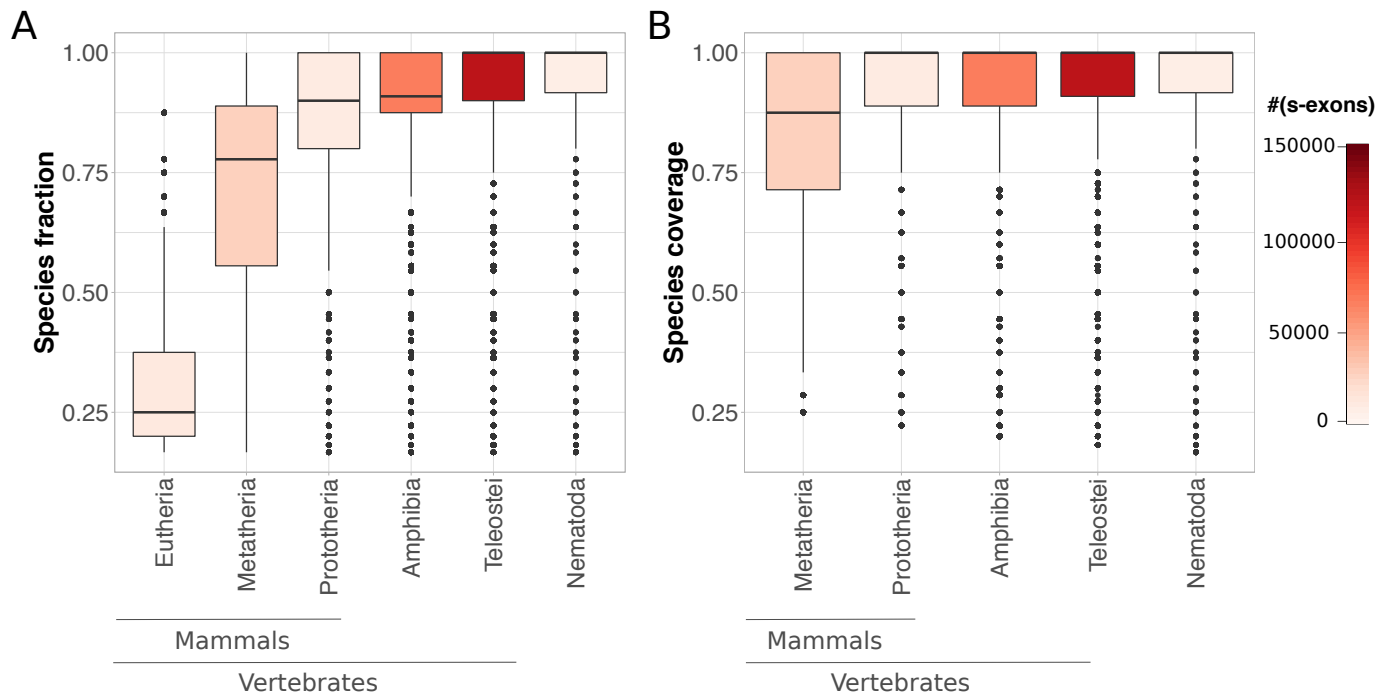 A
Species fraction
1.00
0.75
0.50
0.25
Eutheria
Metatheria
Prototheria
Amphibia
Teleostei
Nematoda
Mammals
Vertebrates
B
Species coverage
1.00
0.75
0.50
0.25
Metatheria
Prototheria
Amphibia
Teleostei
Nematoda
Mammals
Vertebrates
#(s-exons)
150000
100000
50000
0